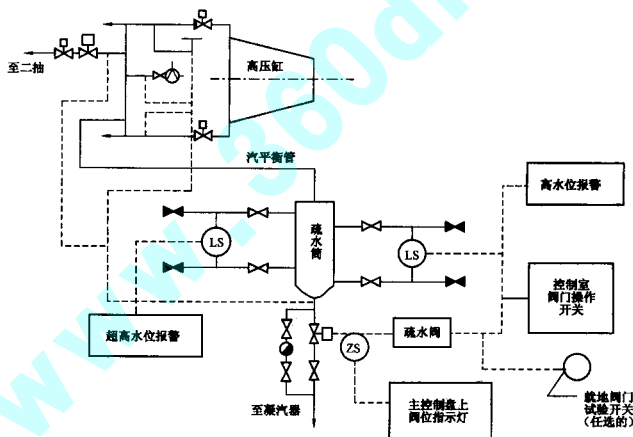 至二抽
高压缸
汽平衡管
疏
水
筒
LS
LS
高水位报警
控制室
阀门操作
开关
超高水位报警
ZS
疏水阀
主控制盘上
阀位指示灯
就地阀门
试验开关
(任选的)
至凝汽器